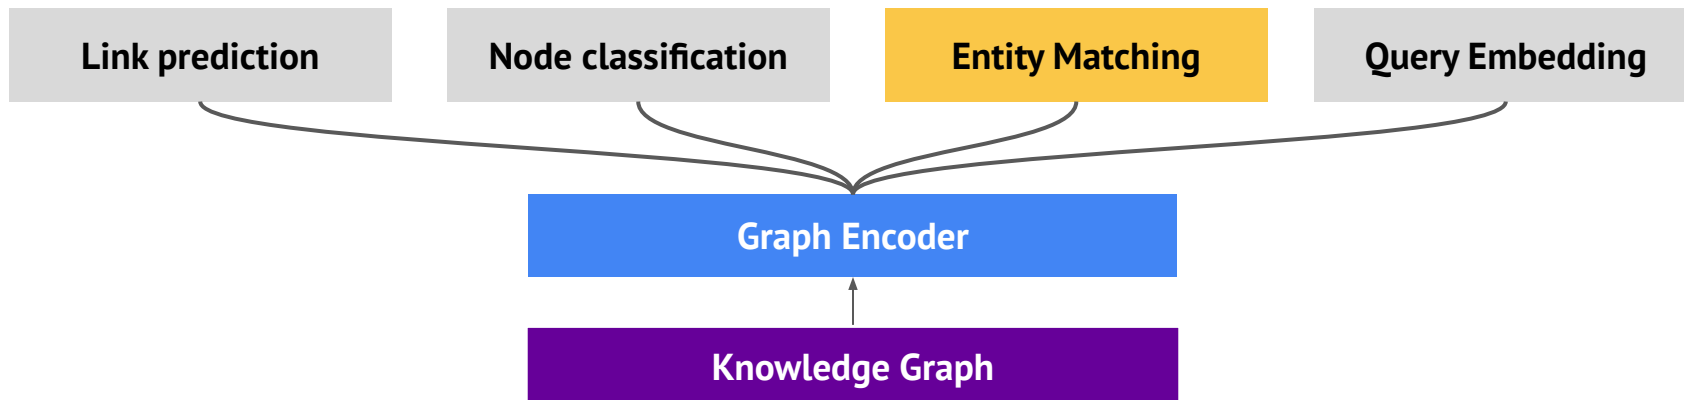 Link prediction
Node classification
Entity Matching
Query Embedding
Graph Encoder
Knowledge Graph